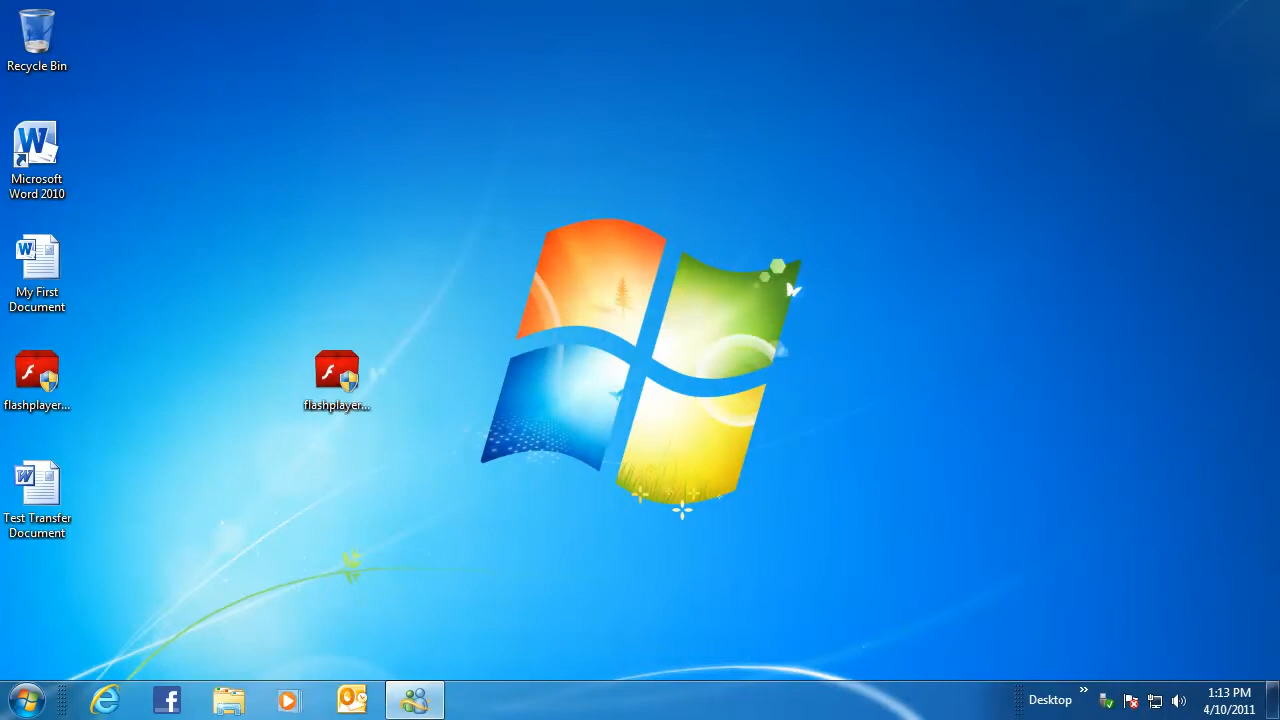 Recycle Bin
Microsoft
Word 2010
My First
Document
flashplayer...
flashplayer...
Test Transfer
Document
Desktop
1:13 PM
4/10/2011